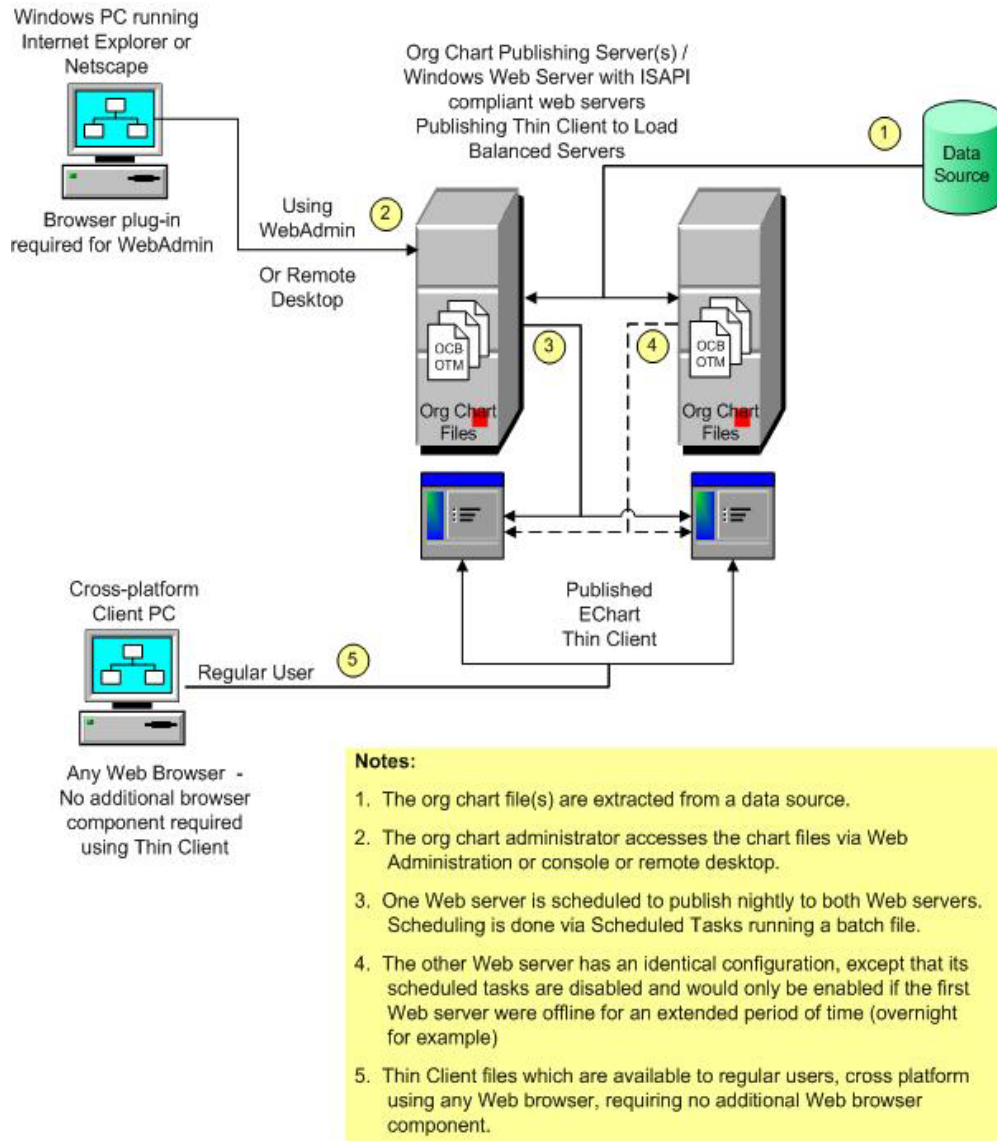 Windows PC running
Internet Explorer or
Netscape
Browser plug-in
required for WebAdmin
Org Chart Publishing Server(s) /
Windows Web Server with ISAPI
compliant web servers
Publishing Thin Client to Load
Balanced Servers
1
Data
Source
Using
WebAdmin
2
Or Remote
Desktop
OCB
OTM
Org Chart
Files
3
4
OCB
OTM
Org Chart
Files
Published
EChart
Thin Client
Cross-platform
Client PC
Regular User
5
Any Web Browser -
No additional browser
component required
using Thin Client
Notes:
1. The org chart file(s) are extracted from a data source.
2. The org chart administrator accesses the chart files via Web
Administration or console or remote desktop.
3. One Web server is scheduled to publish nightly to both Web servers.
Scheduling is done via Scheduled Tasks running a batch file.
4. The other Web server has an identical configuration, except that its
scheduled tasks are disabled and would only be enabled if the first
Web server were offline for an extended period of time (overnight
for example)
5. Thin Client files which are available to regular users, cross platform
using any Web browser, requiring no additional Web browser
component.